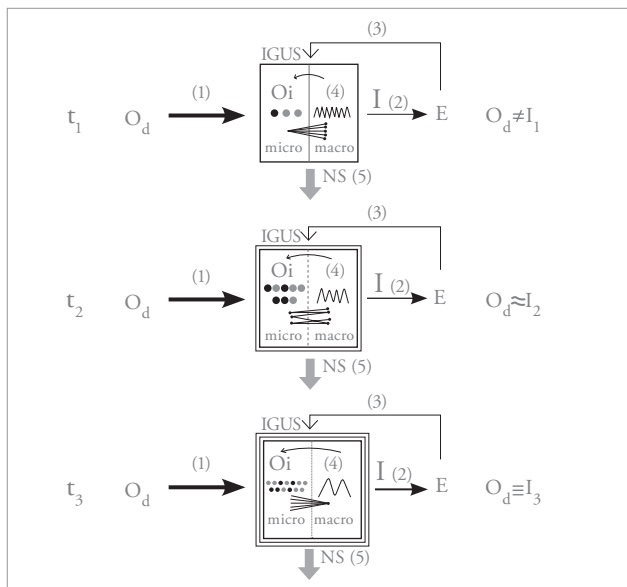 (3)
IGUS
Oi (4)
(1)
I (2)
t1 Od E Od≠I1
micro macro
NS (5)
(3)
IGUS
Oi (4)
(1)
I (2)
t2 Od E Od≈I2
micro macro
NS (5)
(3)
IGUS
Oi (4)
(1)
I (2)
t3 Od E Od≡I3
micro macro
NS (5)